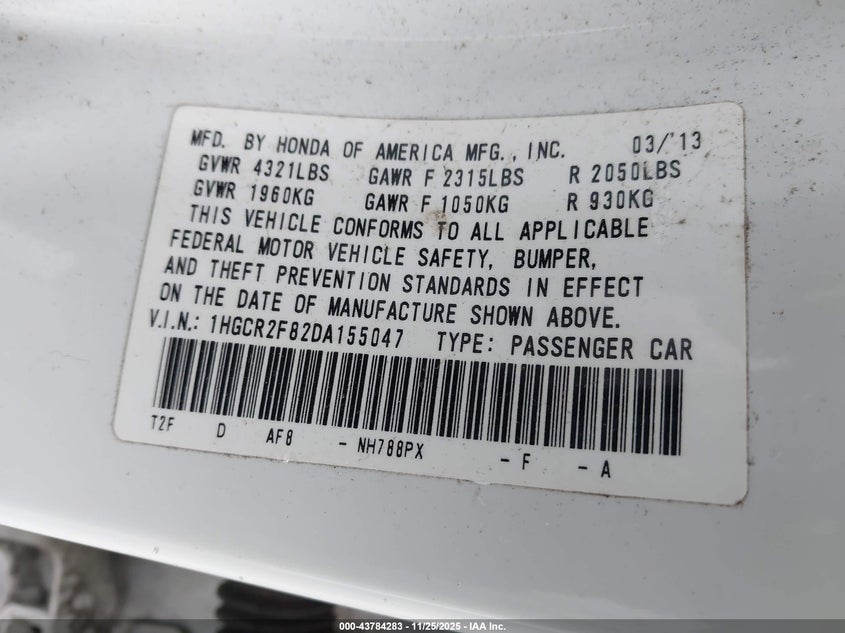 MFD. BY HONDA OF AMERICA MFG., INC. 03/'13
GVWR 4321LBS GAWR F 2315LBS R 2050LBS
GVWR 1960KG GAWR F 1050KG R 930KG
THIS VEHICLE CONFORMS TO ALL APPLICABLE
FEDERAL MOTOR VEHICLE SAFETY, BUMPER,
AND THEFT PREVENTION STANDARDS IN EFFECT
ON THE DATE OF MANUFACTURE SHOWN ABOVE.
V.I.N.: 1HGCR2F82DA155047 TYPE: PASSENGER CAR
T2F D AF8 - NH788PX - F - A
000-43784283 - 11/25/2025 - IAA Inc.